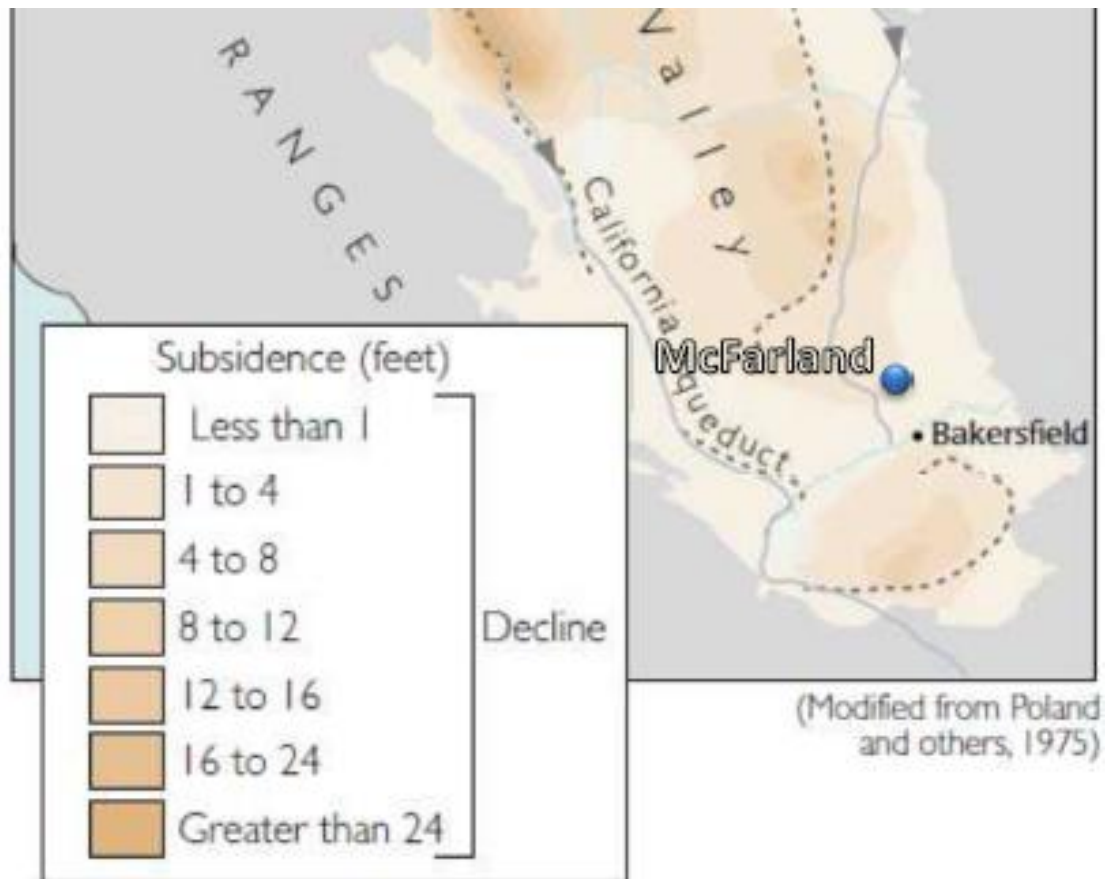 RANGES
Valley
California Aqueduct
McFarland
Bakersfield
Subsidence (feet)
Less than 1
1 to 4
4 to 8
8 to 12
12 to 16
16 to 24
Greater than 24
Decline
(Modified from Poland
and others, 1975)